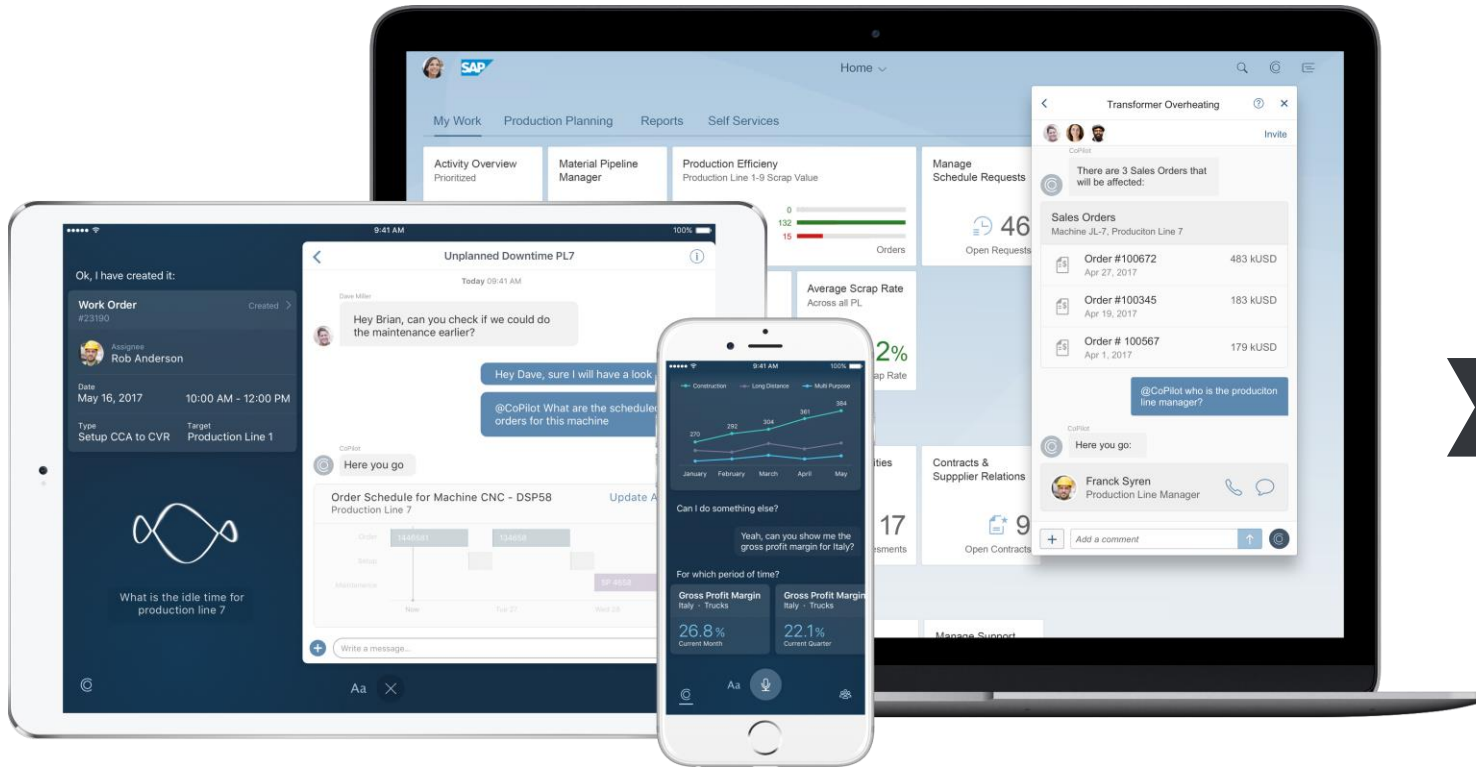 SAP
Home
My Work
Production Planning
Reports
Self Services
Activity Overview
Prioritized
Material Pipeline
Manager
Production Efficieny
Production Line 1-9 Scrap Value
0
132
15
Orders
Manage
Schedule Requests
46
Open Requests
Average Scrap Rate
Across all PL
2%
ap Rate
ities
17
esments
Contracts &
Suppplier Relations
9
Open Contracts
Manage Support
Transformer Overheating
Invite
CoPilot
There are 3 Sales Orders that
will be affected:
Sales Orders
Machine JL-7, Produciton Line 7
Order #100672 483 kUSD
Apr 27, 2017
Order #100345 183 kUSD
Apr 19, 2017
Order # 100567 179 kUSD
Apr 1, 2017
@CoPilot who is the produciton
line manager?
CoPilot
Here you go:
Franck Syren
Production Line Manager
Add a comment
9:41 AM
100%
Ok, I have created it:
Work Order Created
#23190
Assignee
Rob Anderson
Date
May 16, 2017 10:00 AM - 12:00 PM
Type Target
Setup CCA to CVR Production Line 1
What is the idle time for
production line 7
Aa
Unplanned Downtime PL7
Today 09:41 AM
Dave Miller
Hey Brian, can you check if we could do
the maintenance earlier?
Hey Dave, sure I will have a look
@CoPilot What are the scheduled
orders for this machine
CoPilot
Here you go
Order Schedule for Machine CNC - DSP58 Update A
Production Line 7
Order
134658
Setup
Maintenance
Now
Tue 21
Write a message...
9:41 AM
100%
Construction Long Distance Multi Purpose
270
292
304
361
384
January February March April May
Can I do something else?
Yeah, can you show me the
gross profit margin for Italy?
For which period of time?
Gross Profit Margin
Italy - Trucks
26.8%
Current Month
Gross Profit Margin
Italy - Trucks
22.1%
Current Quarter
Aa